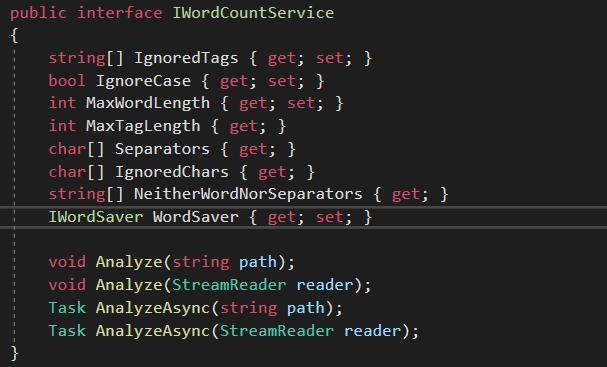 public interface IWordCountService
{
string[] IgnoredTags { get; set; }
bool IgnoreCase { get; set; }
int MaxWordLength { get; set; }
int MaxTagLength { get; }
char[] Separators { get; }
char[] IgnoredChars { get; }
string[] NeitherWordNorSeparators { get; }
IWordSaver WordSaver { get; set; }
void Analyze(string path);
void Analyze(StreamReader reader);
Task AnalyzeAsync(string path);
Task AnalyzeAsync(StreamReader reader);
}